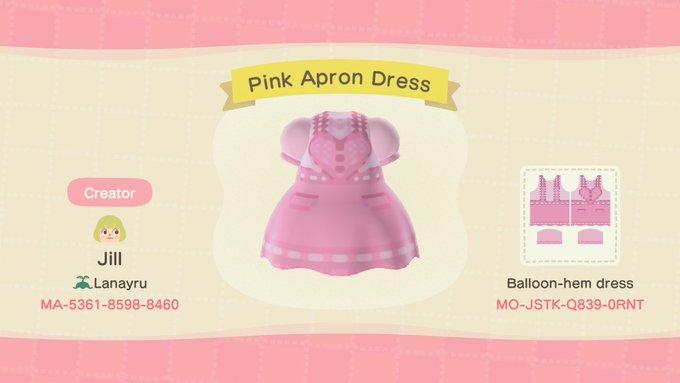 Pink Apron Dress
Creator
Jill
Lanayru
MA-5361-8598-8460
Balloon-hem dress
MO-JSTK-Q839-0RNT